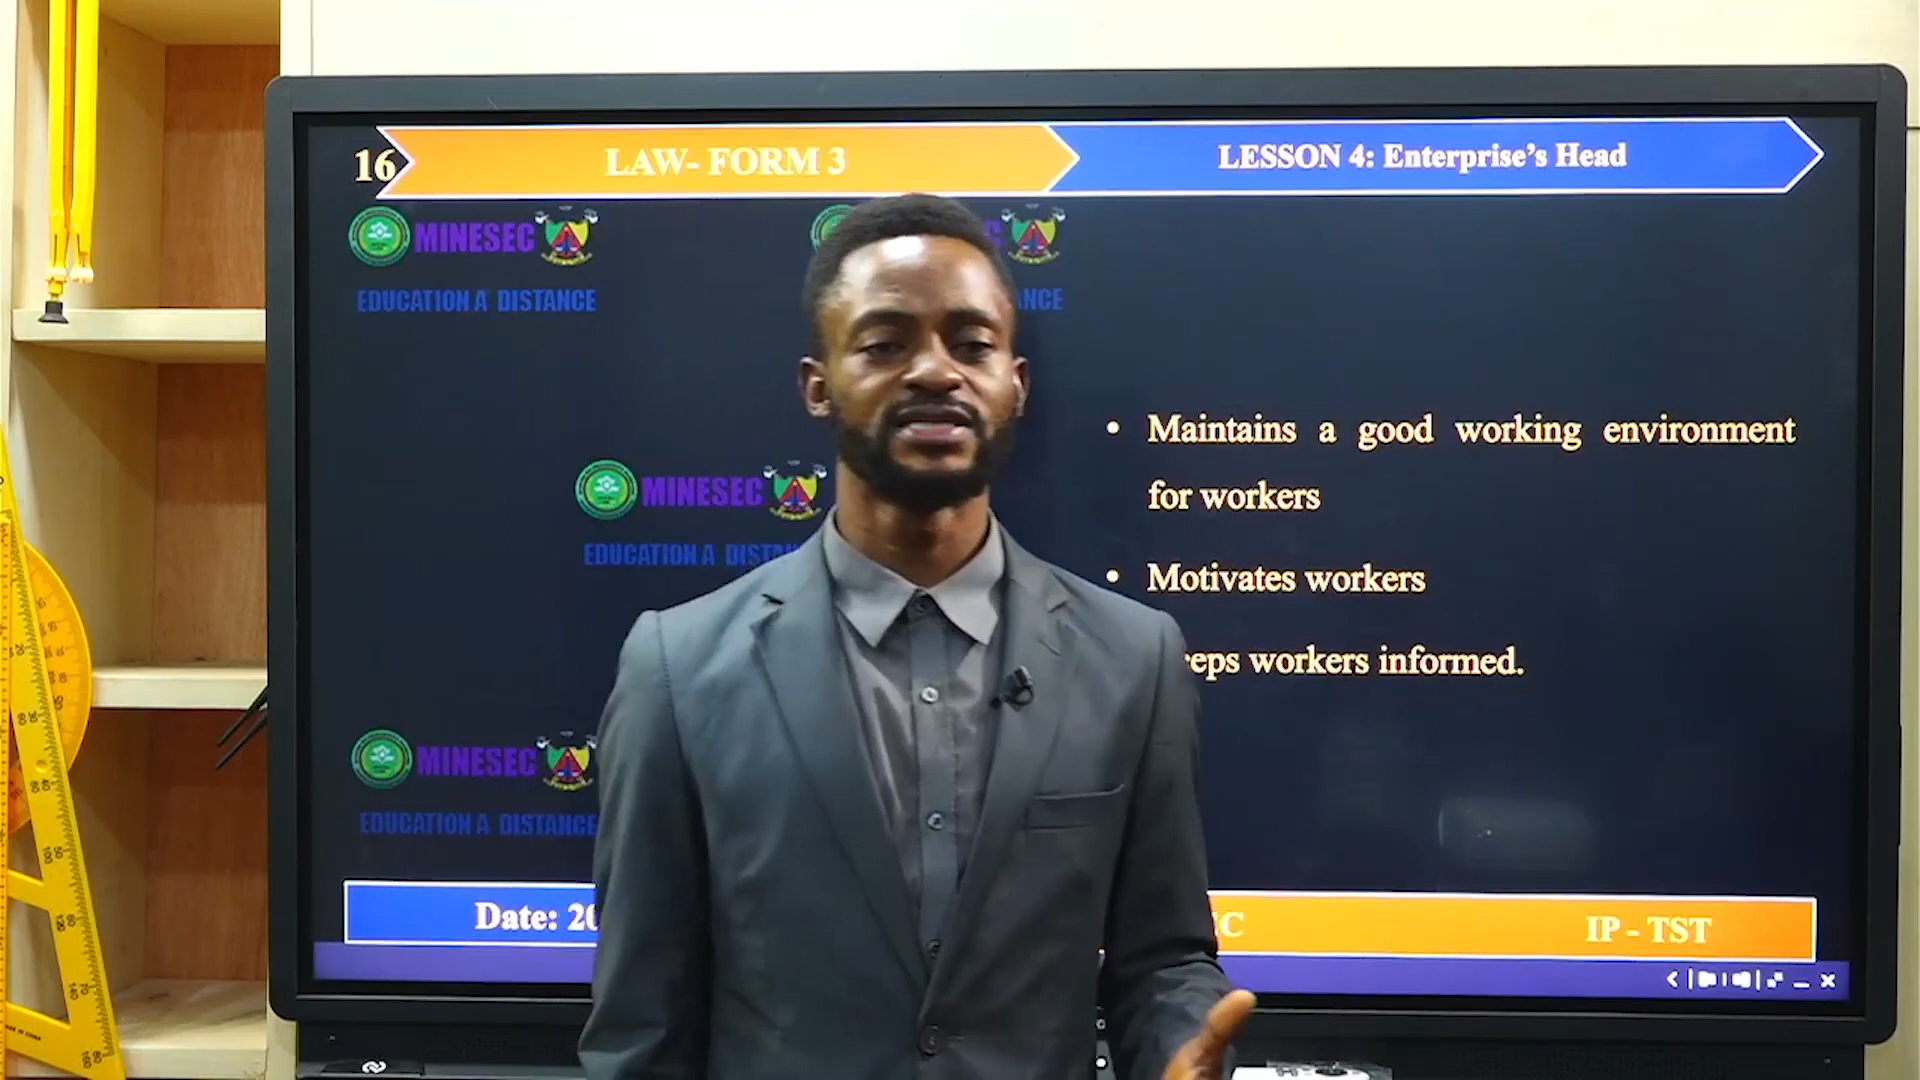 16
LAW- FORM 3
LESSON 4: Enterprise's Head
MINESEC
EDUCATION A DISTANCE
• Maintains a good working environment
for workers
MINESEC
EDUCATION A
• Motivates workers
workers informed.
MINESEC
EDUCATION A DISTANCE
Date:
IP - TST